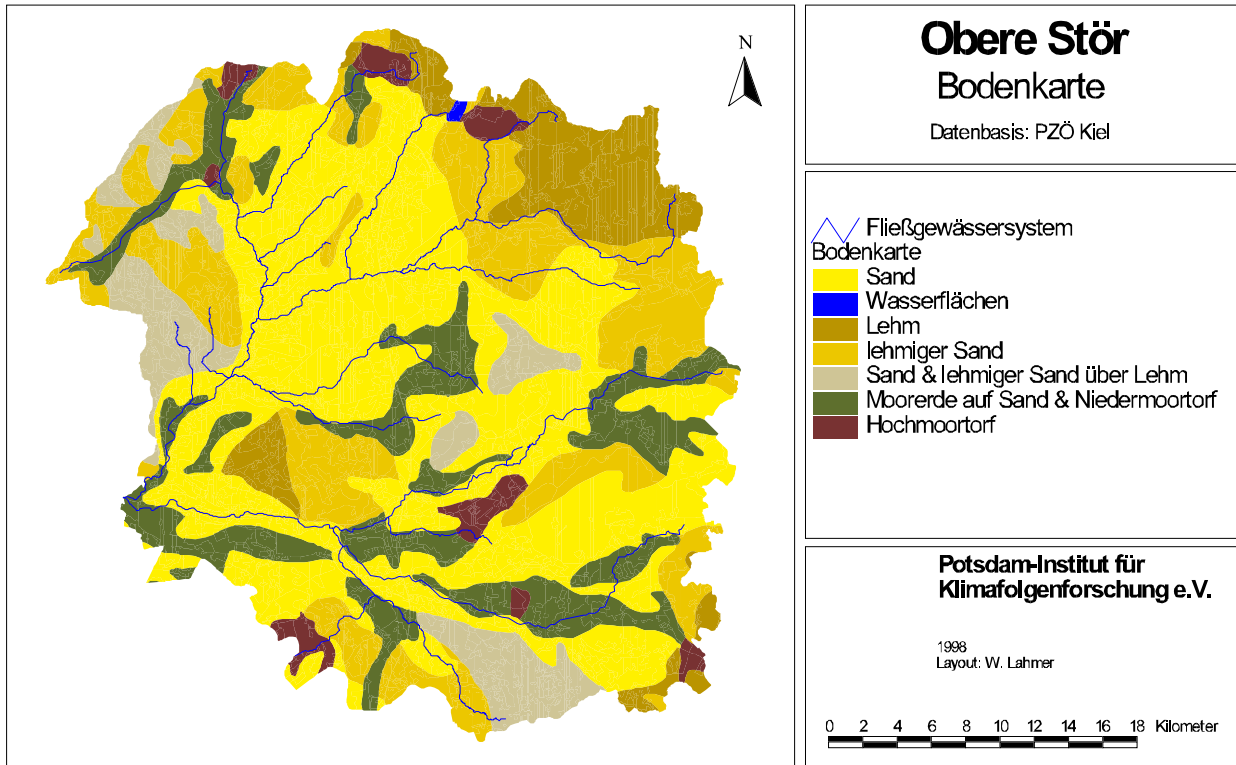 N
Obere Stör
Bodenkarte
Datenbasis: PZÖ Kiel
Fließgewässersystem
Bodenkarte
Sand
Wasserflächen
Lehm
lehmiger Sand
Sand & lehmiger Sand über Lehm
Moorerde auf Sand & Niedermoortorf
Hochmoortorf
Potsdam-Institut für
Klimafolgenforschung e.V.
1998
Layout: W. Lahmer
0 2 4 6 8 10 12 14 16 18 Kilometer